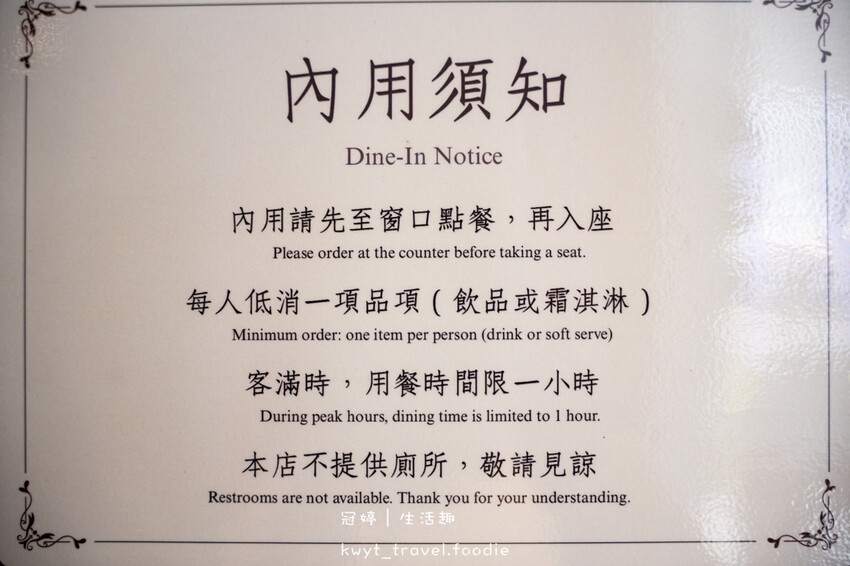 內用須知
Dine-In Notice
內用請先至窗口點餐，再入座
Please order at the counter before taking a seat.
每人低消一項品項（飲品或霜淇淋）
Minimum order: one item per person (drink or soft serve)
客滿時，用餐時間限一小時
During peak hours, dining time is limited to 1 hour.
本店不提供廁所，敬請見諒
Restrooms are not available. Thank you for your understanding.
冠婷｜生活趣
kwyt_travel.foodie